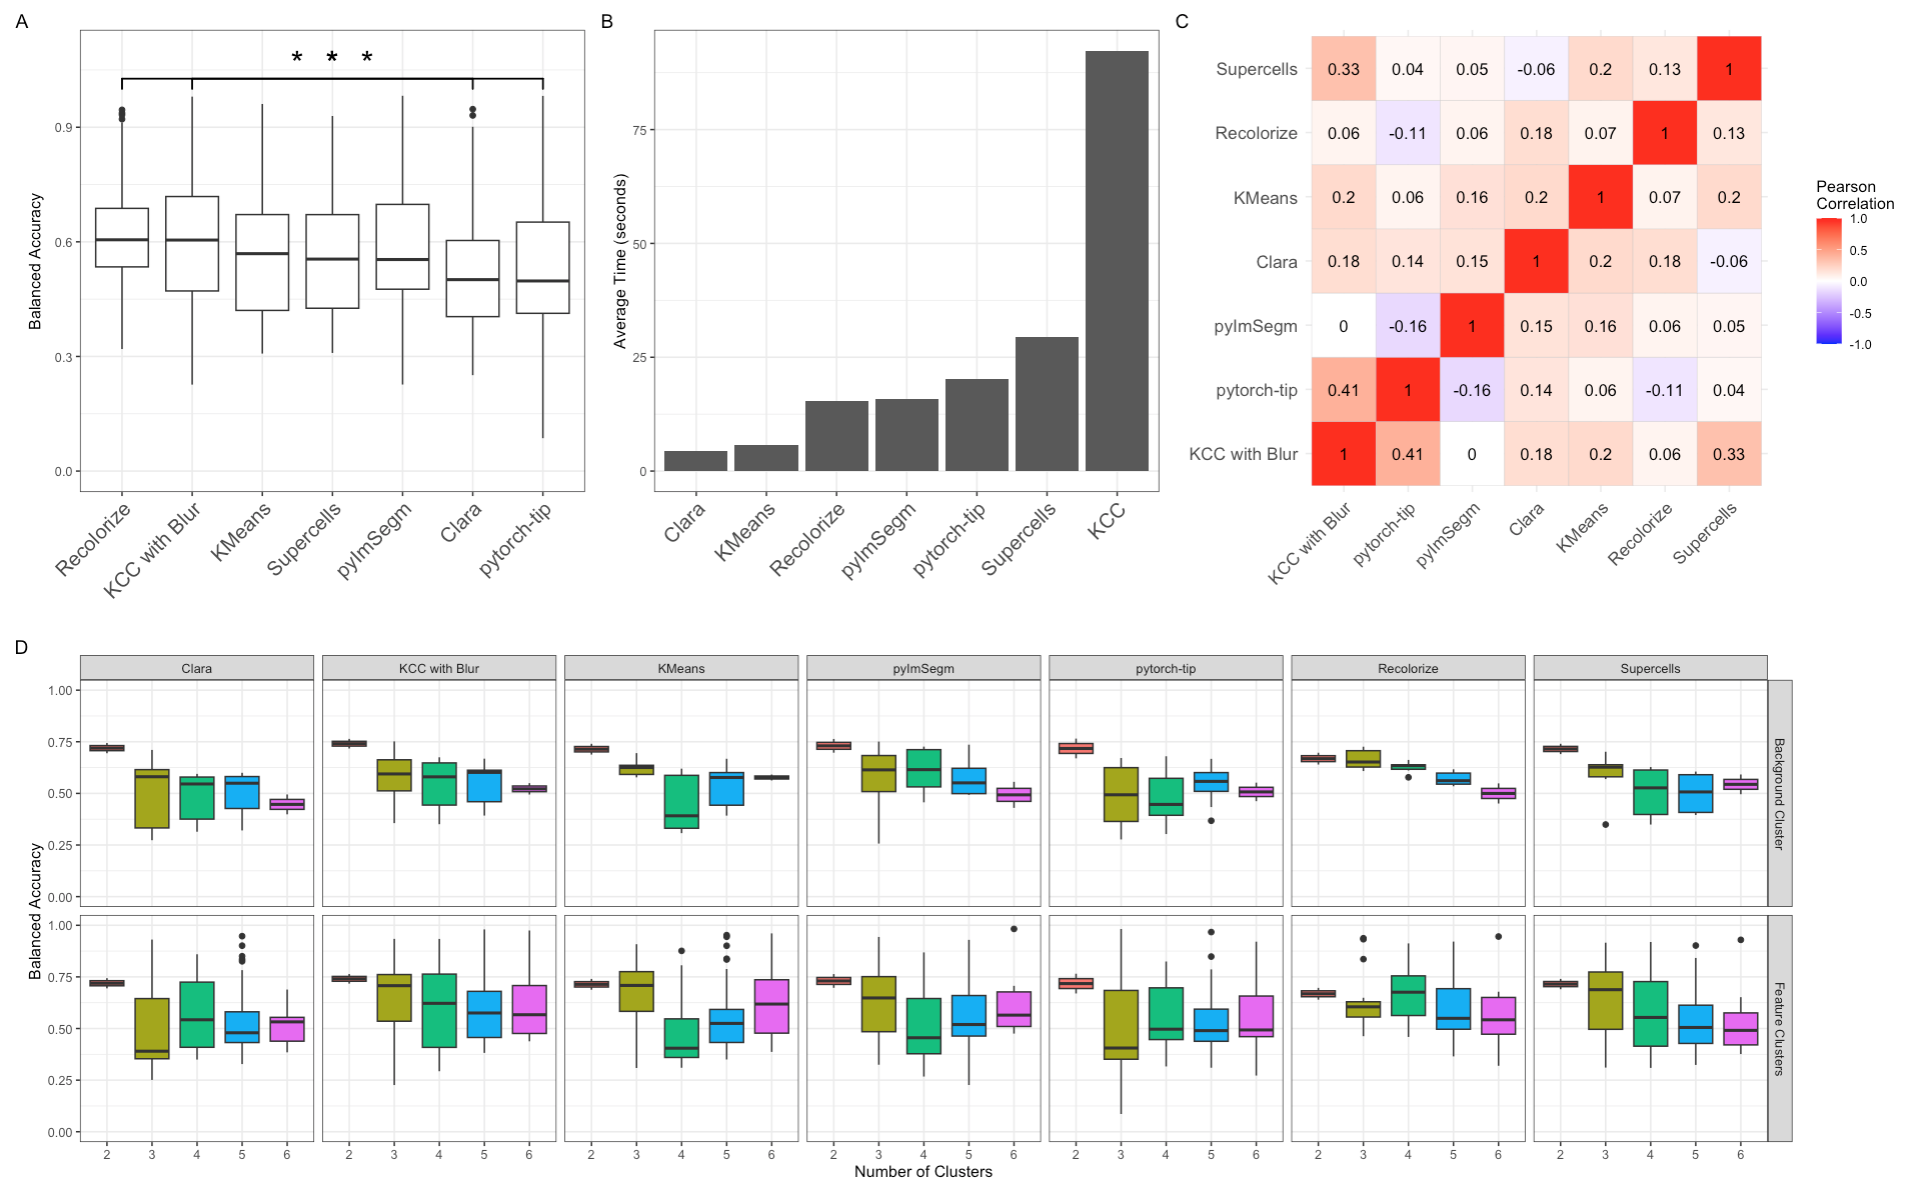 A
* * *
Balanced Accuracy
0.9
0.6
0.3
0.0
Recolorize
KCC with Blur
KMeans
Supercells
pyImSegm
Clara
pytorch-tip
B
Average Time (seconds)
75
50
25
0
Clara
KMeans
Recolorize
pyImSegm
pytorch-tip
Supercells
KCC
C
Supercells 0.33 0.04 0.05 -0.06 0.2 0.13 1
Recolorize 0.06 -0.11 0.06 0.18 0.07 1 0.13
KMeans 0.2 0.06 0.16 0.2 1 0.07 0.2
Clara 0.18 0.14 0.15 1 0.2 0.18 -0.06
pyImSegm 0 -0.16 1 0.15 0.16 0.06 0.05
pytorch-tip 0.41 1 -0.16 0.14 0.06 -0.11 0.04
KCC with Blur 1 0.41 0 0.18 0.2 0.06 0.33
KCC with Blur
pytorch-tip
pyImSegm
Clara
KMeans
Recolorize
Supercells
Pearson
Correlation
1.0
0.5
0.0
-0.5
-1.0
D
Clara KCC with Blur KMeans pyImSegm pytorch-tip Recolorize Supercells
Balanced Accuracy
1.00
0.75
0.50
0.25
0.00
Background Cluster
1.00
0.75
0.50
0.25
0.00
Feature Clusters
2 3 4 5 6 2 3 4 5 6 2 3 4 5 6 2 3 4 5 6 2 3 4 5 6 2 3 4 5 6 2 3 4 5 6
Number of Clusters